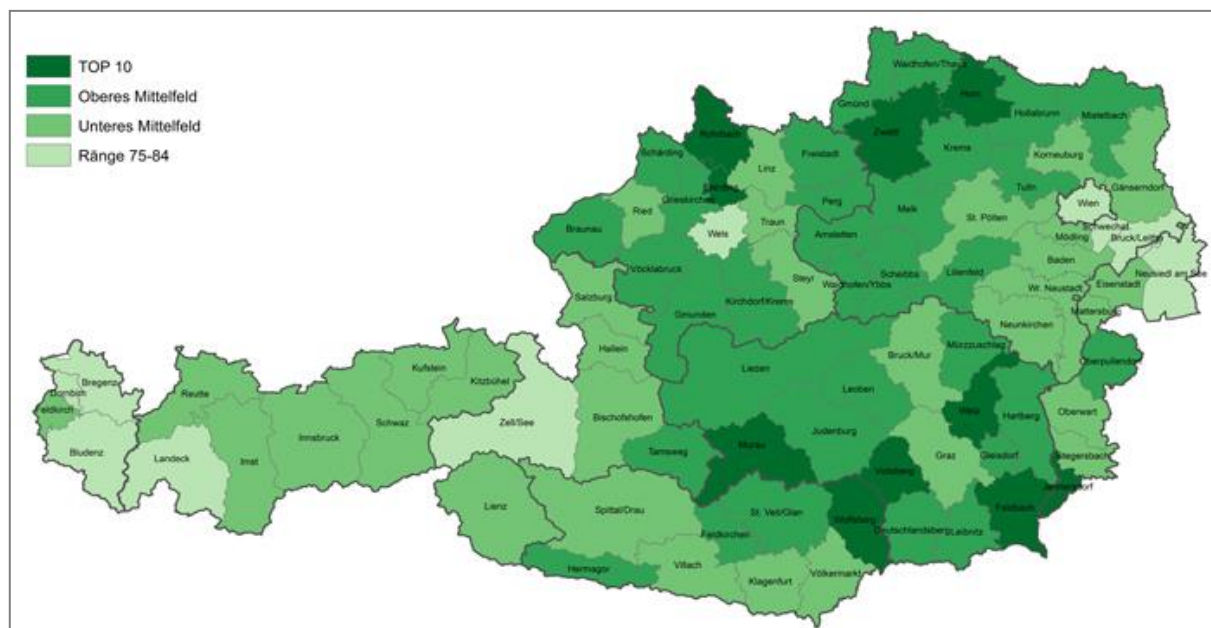 TOP 10
Oberes Mittelfeld
Unteres Mittelfeld
Ränge 75-84
Waidhofen/Thaya
Horn
Gmünd
Hollabrunn
Mistelbach
Zwettl
Rohrbach
Schärding
Freistadt
Krems
Korneuburg
Linz
Eferding
Grieskirchen
Gänserndorf
Tulln
Perg
Wien
Ried
Melk
St. Pölten
Traun
Schwechat
Braunau
Wels
Amstetten
Mödling
Bruck/Leitha
Baden
Vöcklabruck
Steyr
Scheibbs
Lilienfeld
Neusiedl am See
Waidhofen/Ybbs
Wr. Neustadt
Eisenstadt
Salzburg
Kirchdorf/Krems
Gmunden
Neunkirchen
Mattersburg
Hallein
Bruck/Mur
Mürzzuschlag
Bregenz
Kufstein
Liezen
Oberpullendorf
Dornbirn
Kitzbühel
Leoben
Feldkirch
Reutte
Schwaz
Bischofshofen
Weiz
Hartberg
Oberwart
Zell/See
Innsbruck
Judenburg
Bludenz
Landeck
Imst
Tamsweg
Murau
Graz
Gleisdorf
Stegersbach
Voitsberg
Jennersdorf
Lienz
Spittal/Drau
St. Veit/Glan
Wolfsberg
Feldbach
Feldkirchen
Deutschlandsberg
Leibnitz
Hermagor
Villach
Klagenfurt
Völkermarkt